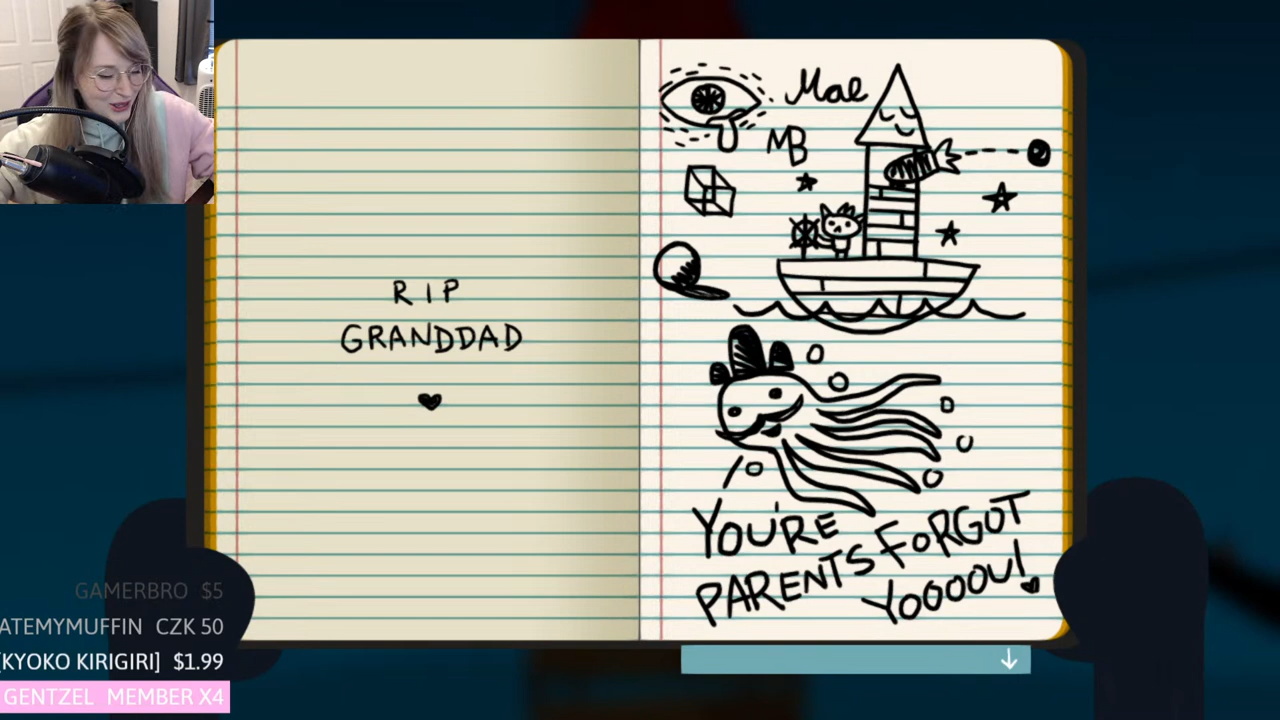 RIP
GRANDDAD
Mae
MB
YOU'RE
PARENTS FORGOT
YOOOOU!
GAMERBRO $5
ATEMYMUFFIN CZK 50
[KYOKO KIRIGIRI] $1.99
GENTZEL MEMBER X4